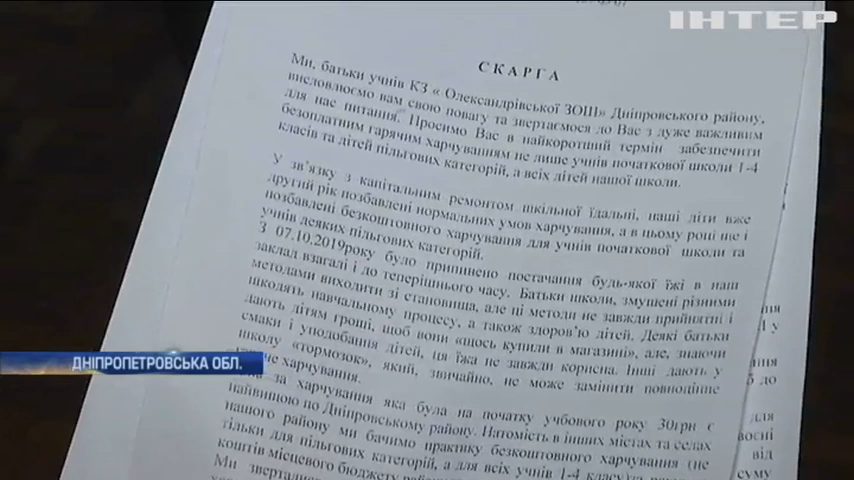 ІНТЕР
СКАРГА
Ми, батьки учнів КЗ « Олександрівської ЗОШ» Дніпровського району,
висловлюємо вам свою повагу та звертаємося до Вас з дуже важливим
для нас питання. Просимо Вас в найкоротший термін забезпечити
безоплатним гарячим харчуванням не лише учнів початкової школи 1-4
класів та дітей пільгових категорій, а всіх дітей нашої школи.
У зв’язку з капітальним ремонтом шкільної їдальні, наші діти вже
другий рік позбавлені нормальних умов харчування, а в цьому році ще і
позбавлені безкоштовного харчування для учнів початкової школи та
учнів деяких пільгових категорій.
З 07.10.2019року було припинено постачання будь-якої їжі в наш
заклад взагалі і до теперішнього часу. Батьки школи, змушені різними
методами виходити зі становища, але ці методи не завжди прийнятні і
шкодять навчальному процесу, а також здоров’ю дітей. Деякі батьки
дають дітям гроші, щоб вони «щось купили в магазині», але, знаючи
смаки і уподобання дітей, ця їжа не завжди корисна. Інші дають у
школу «тормозок», який, звичайно, не може замінити повноцінне
харчування.
за харчування яка була на початку учбового року 30грн є
найвищою по Дніпровському району. Натомість в інших містах та селах
нашого району ми бачимо практику безкоштовного харчування (не
тільки для пільгових категорій, а для всіх учнів 1-4 класу)
коштів місцевого бюджету
Ми
ДНІПРОПЕТРОВСЬКА ОБЛ.
для
від
суму